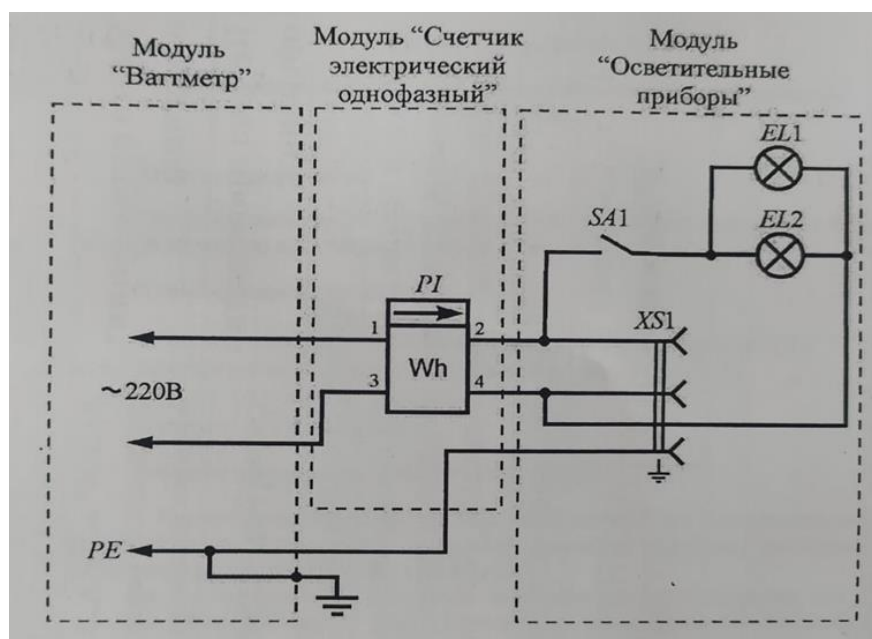 Модуль
“Ваттметр”
Модуль “Счетчик
электрический
однофазный”
Модуль
“Осветительные
приборы”
EL1
SA1
EL2
PI
XS1
1
2
Wh
3
4
~220В
PE